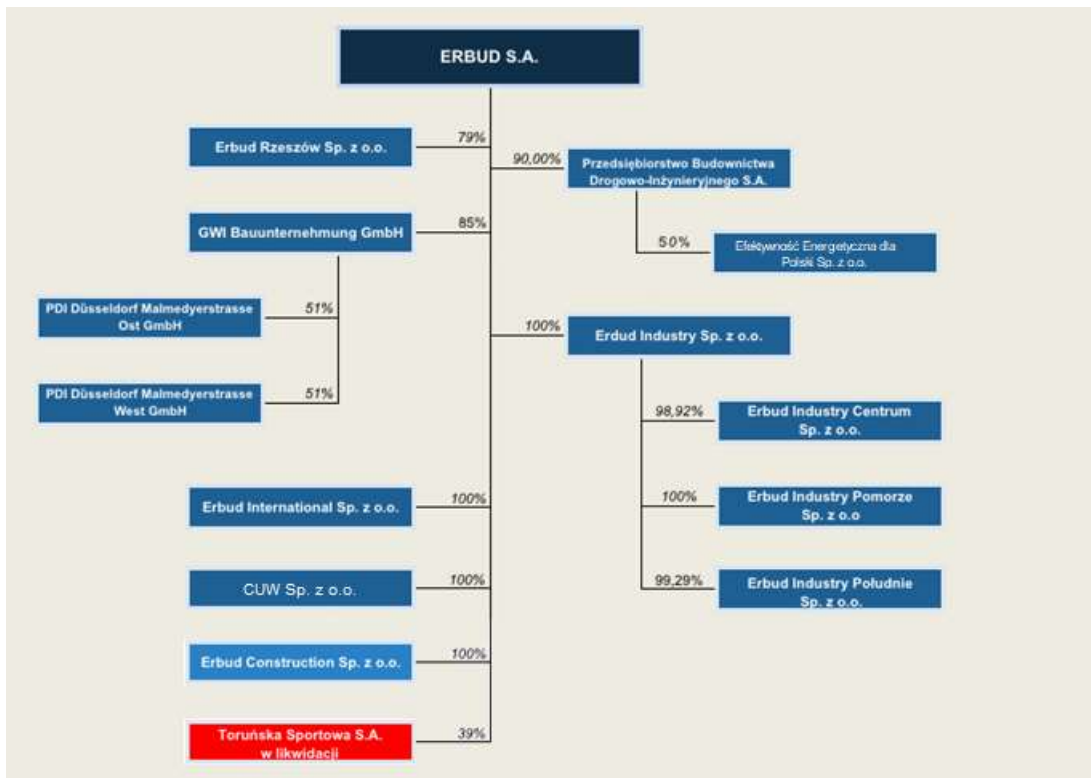 ERBUD S.A.
Erbud Rzeszów Sp. z o.o.
79%
90,00%
Przedsiębiorstwo Budownictwa
Drogowo-Inżynieryjnego S.A.
GWI Bauunternehmung GmbH
85%
50%
Efektywność Energetyczna dla
Polski Sp. z o.o.
PDI Düsseldorf Malmedyerstrasse
Ost GmbH
51%
100%
Erdud Industry Sp. z o.o.
PDI Düsseldorf Malmedyerstrasse
West GmbH
51%
98,92%
Erbud Industry Centrum
Sp. z o.o.
Erbud International Sp. z o.o.
100%
100%
Erbud Industry Pomorze
Sp. z o.o
CUW Sp. z o.o.
100%
99,29%
Erbud Industry Południe
Sp. z o.o.
Erbud Construction Sp. z o.o.
100%
Toruńska Sportowa S.A.
w likwidacji
39%